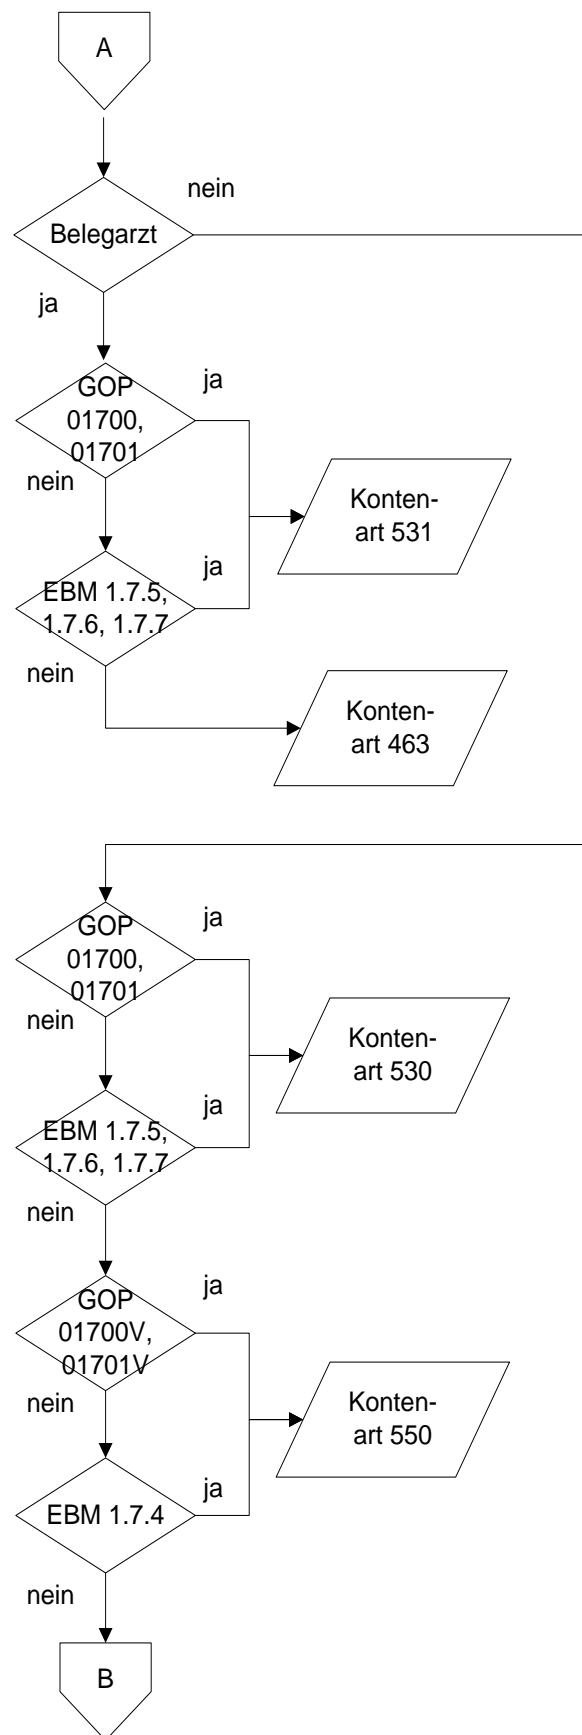 A
nein
Belegarzt
ja
GOP
01700,
01701
ja
nein
Konten-
art 531
EBM 1.7.5,
1.7.6, 1.7.7
ja
nein
Konten-
art 463
GOP
01700,
01701
ja
nein
Konten-
art 530
EBM 1.7.5,
1.7.6, 1.7.7
ja
nein
GOP
01700V,
01701V
ja
nein
Konten-
art 550
EBM 1.7.4
ja
nein
B